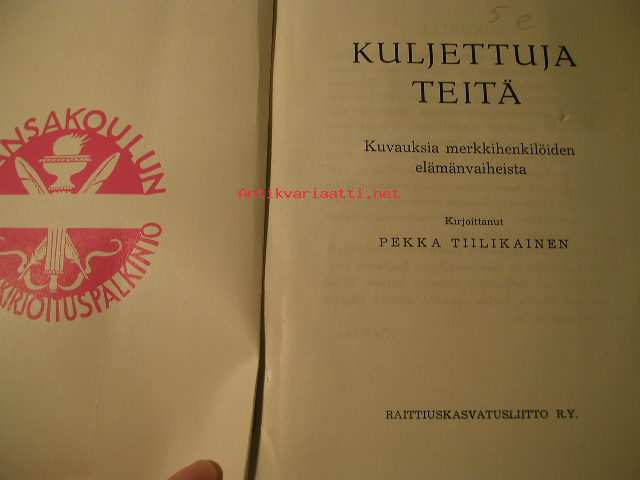 NSAKOULUN
KIRJOITUSPALKINTO
5 e
KULJETTUJA
TEITÄ
Kuvauksia merkkihenkilöiden
elämänvaiheista
Antikvariaatti.net
Kirjoittanut
PEKKA TIILIKAINEN
RAITTIUSKASVATUSLIITTO R.Y.